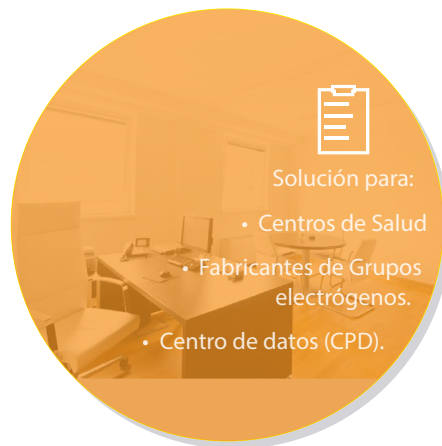 Solución para:
• Centros de Salud
• Fabricantes de Grupos
electrógenos.
• Centro de datos (CPD).